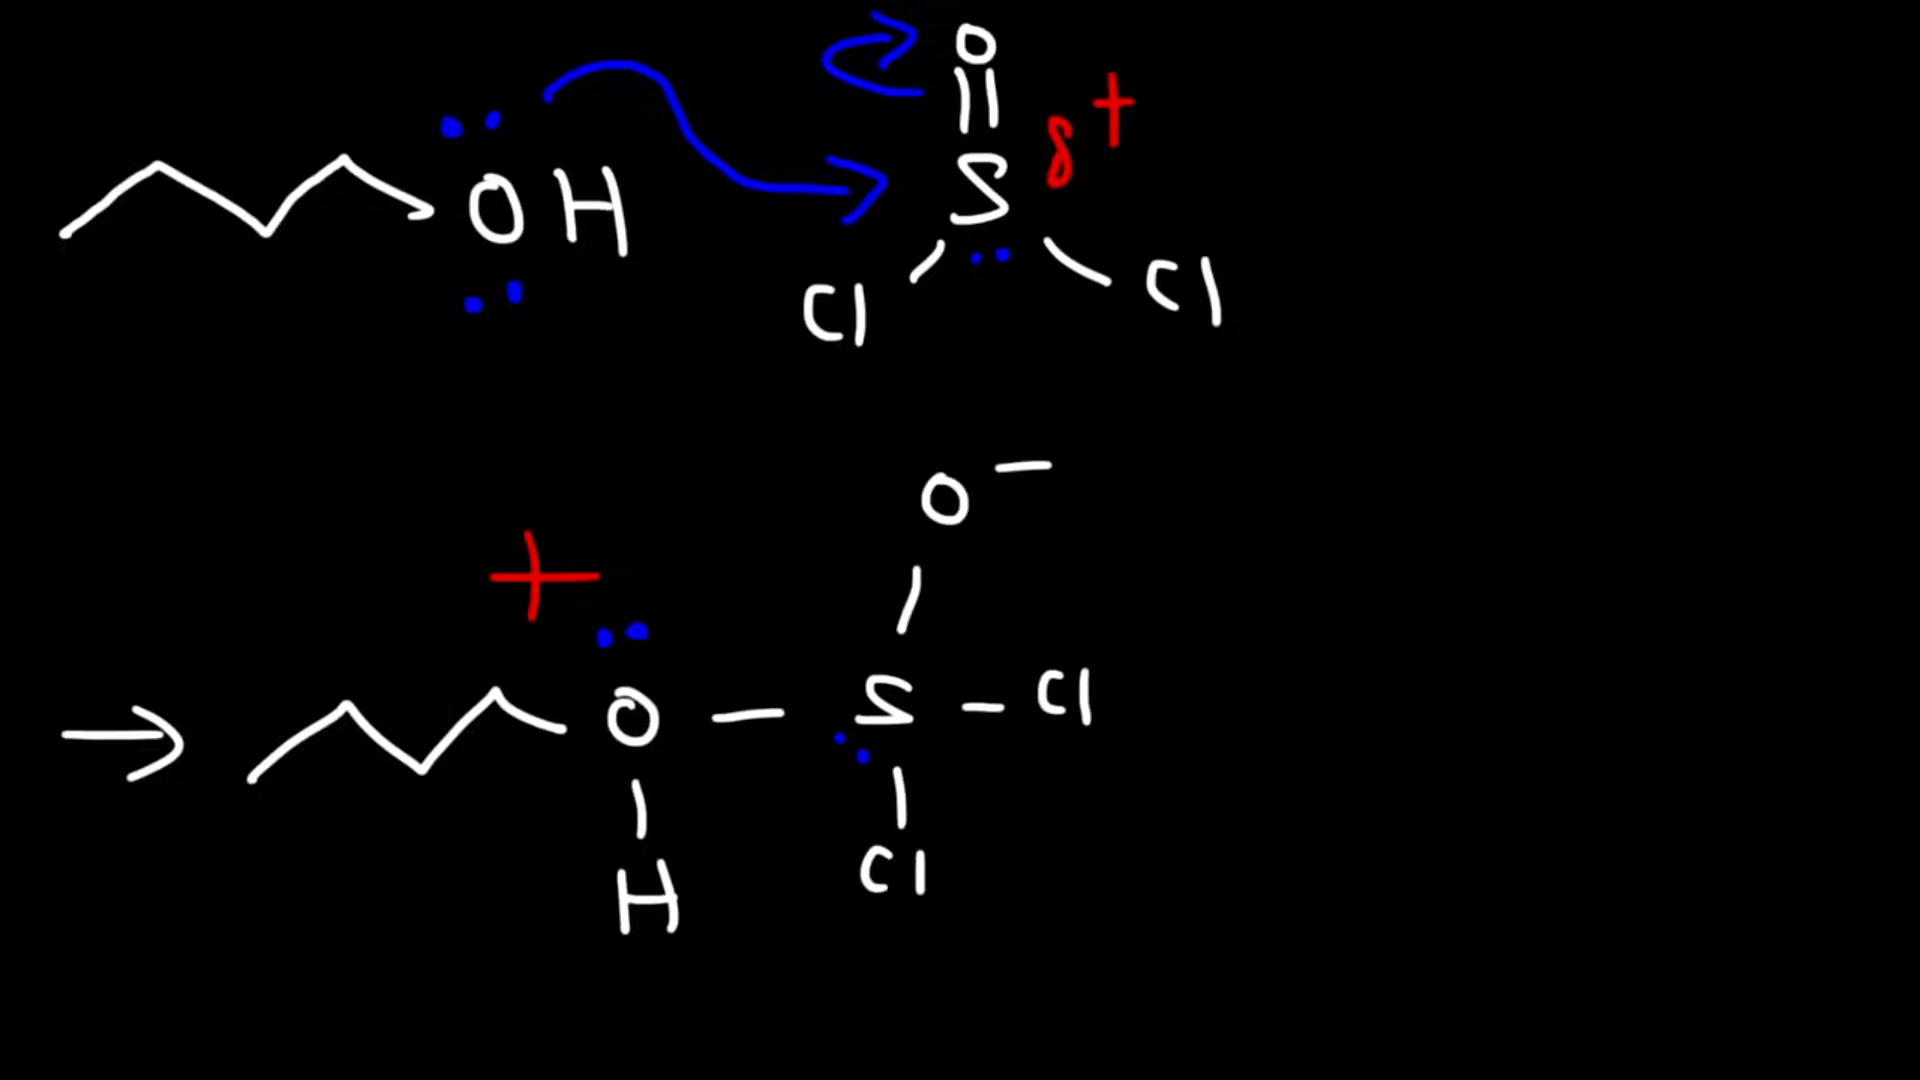 O
δ+
OH S
Cl Cl
O −
+
→ O − S − Cl
H Cl